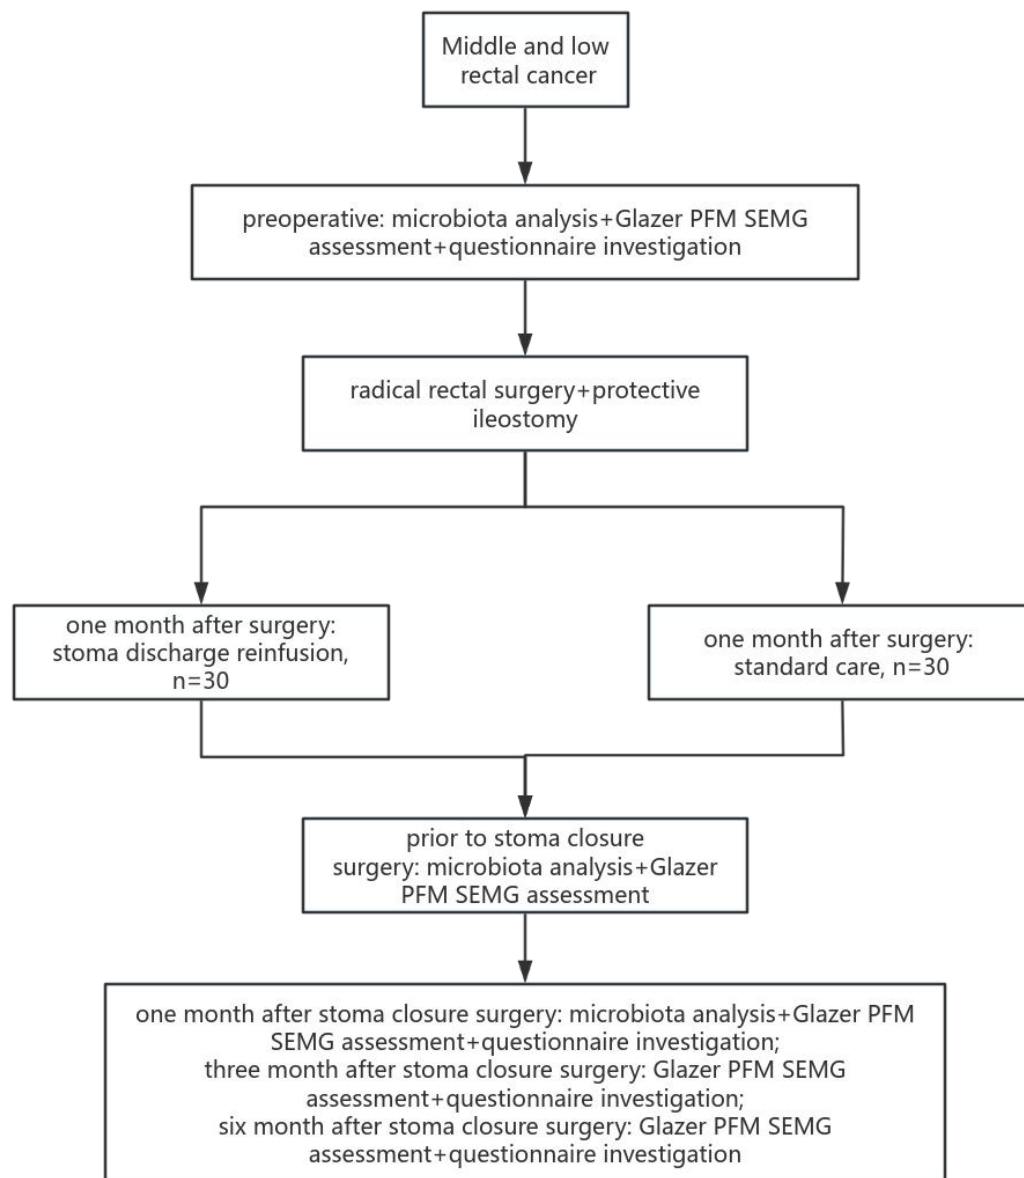 Middle and low
rectal cancer
preoperative: microbiota analysis+Glazer PFM SEMG
assessment+questionnaire investigation
radical rectal surgery+protective
ileostomy
one month after surgery:
stoma discharge reinfusion,
n=30
one month after surgery:
standard care, n=30
prior to stoma closure
surgery: microbiota analysis+Glazer
PFM SEMG assessment
one month after stoma closure surgery: microbiota analysis+Glazer PFM
SEMG assessment+questionnaire investigation;
three month after stoma closure surgery: Glazer PFM SEMG
assessment+questionnaire investigation;
six month after stoma closure surgery: Glazer PFM SEMG
assessment+questionnaire investigation